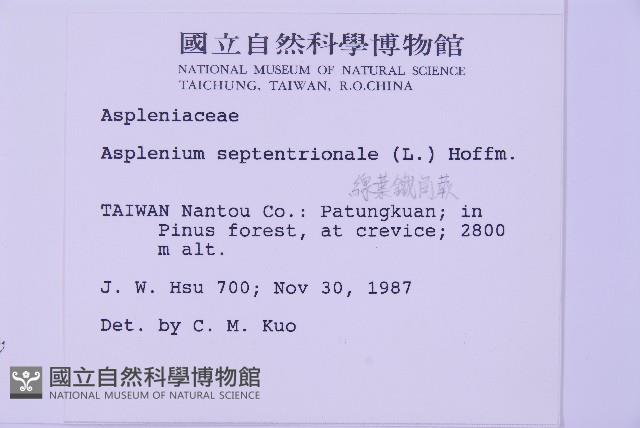 國立自然科學博物館
NATIONAL MUSEUM OF NATURAL SCIENCE
TAICHUNG, TAIWAN, R.O.CHINA
Aspleniaceae
Asplenium septentrionale (L.) Hoffm.
線葉鐵角蕨
TAIWAN Nantou Co.: Patungkuan; in
Pinus forest, at crevice; 2800
m alt.
J. W. Hsu 700; Nov 30, 1987
Det. by C. M. Kuo
國立自然科學博物館
NATIONAL MUSEUM OF NATURAL SCIENCE